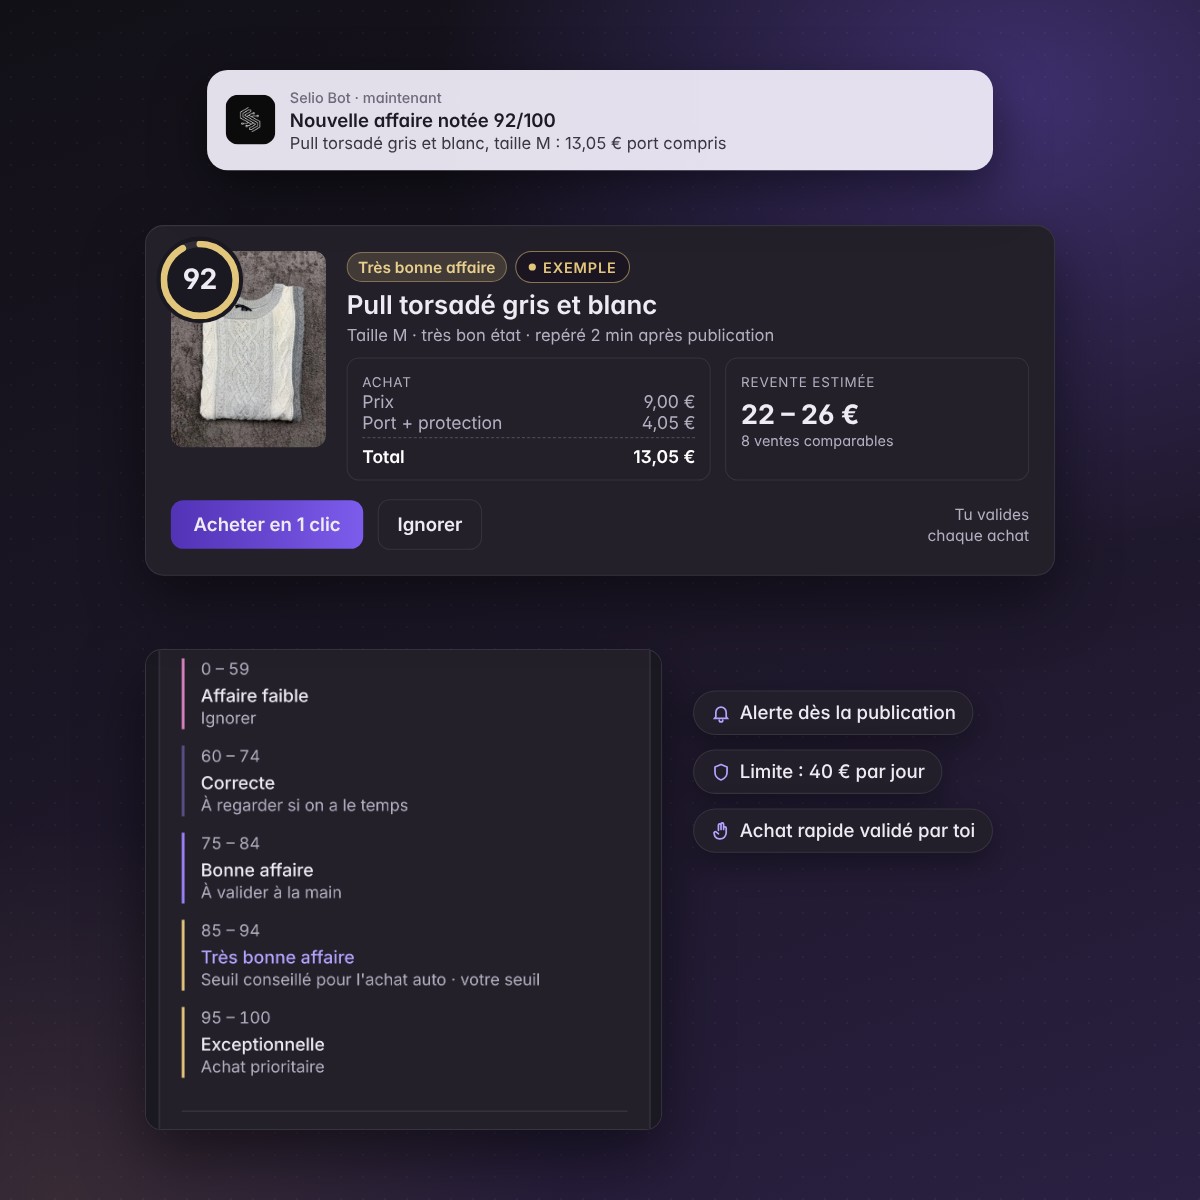 Selio Bot · maintenant
Nouvelle affaire notée 92/100
Pull torsadé gris et blanc, taille M : 13,05 € port compris
92
Très bonne affaire
EXEMPLE
Pull torsadé gris et blanc
Taille M · très bon état · repéré 2 min après publication
ACHAT
Prix 9,00 €
Port + protection 4,05 €
Total 13,05 €
REVENTE ESTIMÉE
22 – 26 €
8 ventes comparables
Acheter en 1 clic
Ignorer
Tu valides
chaque achat
0 – 59
Affaire faible
Ignorer
60 – 74
Correcte
À regarder si on a le temps
75 – 84
Bonne affaire
À valider à la main
85 – 94
Très bonne affaire
Seuil conseillé pour l'achat auto · votre seuil
95 – 100
Exceptionnelle
Achat prioritaire
Alerte dès la publication
Limite : 40 € par jour
Achat rapide validé par toi